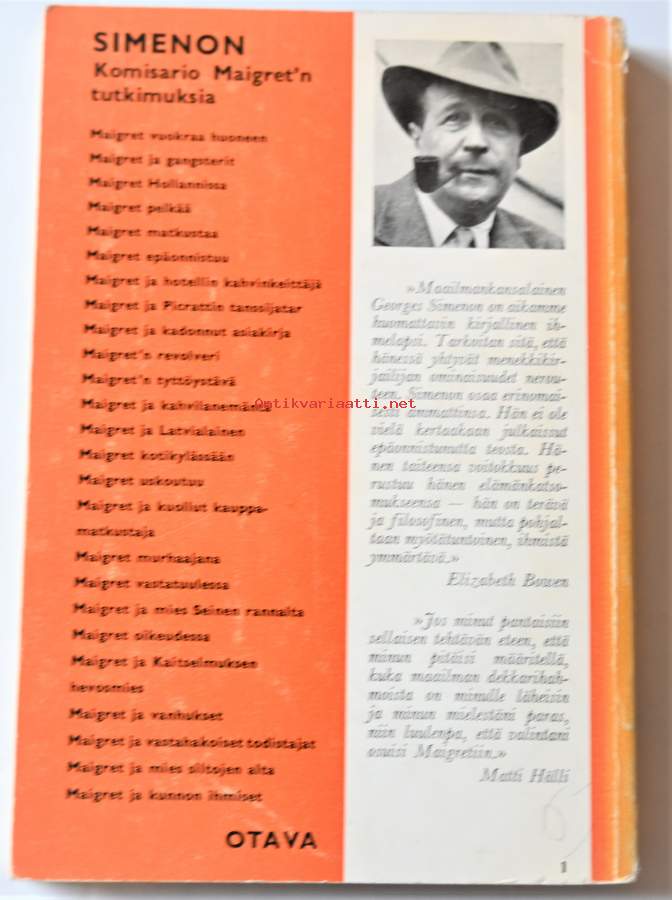 SIMENON
Komisario Maigret'n
tutkimuksia
Maigret vuokraa huoneen
Maigret ja gangsterit
Maigret Hollannissa
Maigret pelkää
Maigret matkustaa
Maigret epäonnistuu
Maigret ja hotellin kahvinkeittäjä
Maigret ja Picrattin tanssijatar
Maigret ja kadonnut asiakirja
Maigret'n revolveri
Maigret'n tyttöystävä
Maigret ja kahvilanemäntä
Maigret ja Latvialainen
Maigret kotikylässään
Maigret uskoutuu
Maigret ja kuollut kauppa-
matkustaja
Maigret murhaajana
Maigret vastatuulessa
Maigret ja mies Seinen rannalta
Maigret oikeudessa
Maigret ja Kaitselmuksen
hevosmies
Maigret ja vanhukset
Maigret ja vastahakoiset todistajat
Maigret ja mies siltojen alta
Maigret ja kunnon ihmiset
OTAVA
»Maailmankansalainen
Georges Simenon on aikamme
huomattavin kirjallinen ih-
melapsi. Tarkoitan sitä, että
hänessä yhtyvät menekkikir-
jailijan ominaisuudet nerou-
teen. Simenon osaa erinomai-
sesti ammattinsa. Hän ei ole
vielä kertaakaan julkaissut
epäonnistunutta teosta. Hä-
nen taiteensa voitokkuus pe-
rustuu hänen elämänkatso-
mukseensa — hän on terävä
ja filosofinen, mutta pohjal-
taan myötätuntoinen, ihmistä
ymmärtävä.»
Elizabeth Bowen
»Jos minut pantaisiin
sellaisen tehtävän eteen, että
minun pitäisi määritellä,
kuka maailman dekkarihah-
moista on minulle läheisin
ja minun mielestäni paras,
niin luulenpa, että valintani
osuisi Maigretiin.»
Matti Hälli
1
Antikvariaatti.net